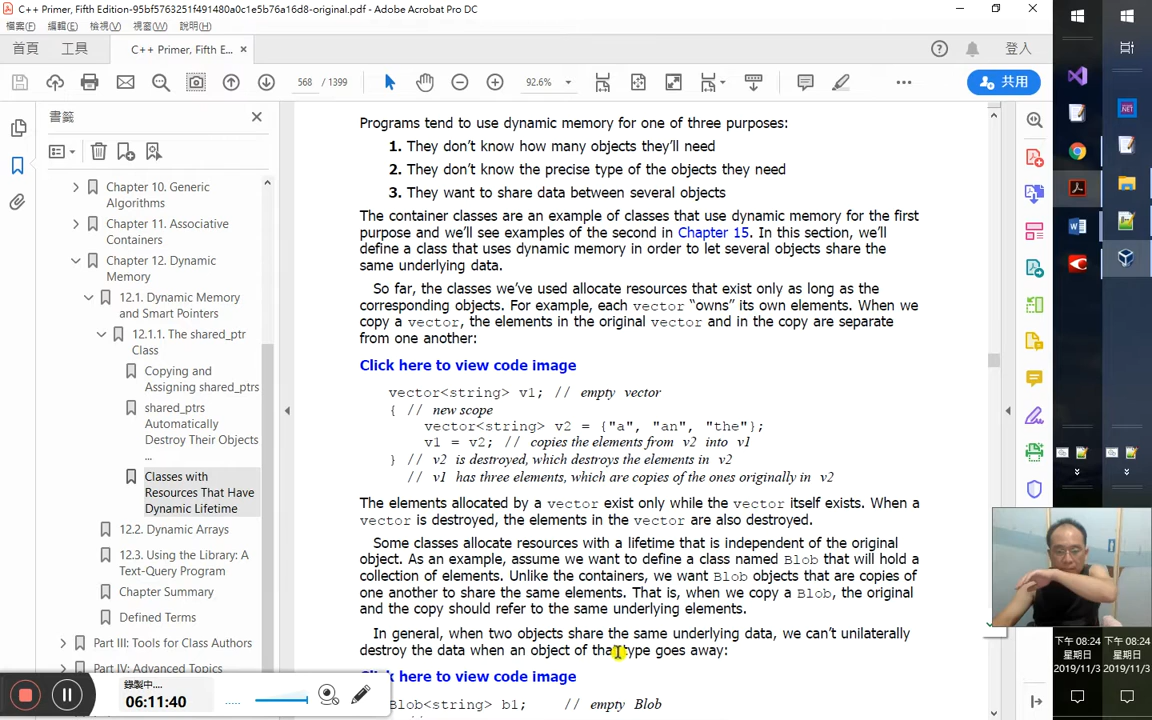 C++ Primer, Fifth Edition-95bf5763251f491480a0c1e5b76a16d8-original.pdf - Adobe Acrobat Pro DC
檔案(F) 編輯(E) 檢視(V) 視窗(W) 說明(H)
首頁 工具 C++ Primer, Fifth E... × 登入
568 / 1399 92.6% 共用
書籤
Chapter 10. Generic
Algorithms
Chapter 11. Associative
Containers
Chapter 12. Dynamic
Memory
12.1. Dynamic Memory
and Smart Pointers
12.1.1. The shared_ptr
Class
Copying and
Assigning shared_ptrs
shared_ptrs
Automatically
Destroy Their Objects
...
Classes with
Resources That Have
Dynamic Lifetime
12.2. Dynamic Arrays
12.3. Using the Library: A
Text-Query Program
Chapter Summary
Defined Terms
Part III: Tools for Class Authors
Part IV: Advanced Topics
Programs tend to use dynamic memory for one of three purposes:
1. They don't know how many objects they'll need
2. They don't know the precise type of the objects they need
3. They want to share data between several objects
The container classes are an example of classes that use dynamic memory for the first
purpose and we'll see examples of the second in Chapter 15. In this section, we'll
define a class that uses dynamic memory in order to let several objects share the
same underlying data.
So far, the classes we've used allocate resources that exist only as long as the
corresponding objects. For example, each vector "owns" its own elements. When we
copy a vector, the elements in the original vector and in the copy are separate
from one another:
Click here to view code image
vector<string> v1; // empty vector
{ // new scope
vector<string> v2 = {"a", "an", "the"};
v1 = v2; // copies the elements from v2 into v1
} // v2 is destroyed, which destroys the elements in v2
// v1 has three elements, which are copies of the ones originally in v2
The elements allocated by a vector exist only while the vector itself exists. When a
vector is destroyed, the elements in the vector are also destroyed.
Some classes allocate resources with a lifetime that is independent of the original
object. As an example, assume we want to define a class named Blob that will hold a
collection of elements. Unlike the containers, we want Blob objects that are copies of
one another to share the same elements. That is, when we copy a Blob, the original
and the copy should refer to the same underlying elements.
In general, when two objects share the same underlying data, we can't unilaterally
destroy the data when an object of that type goes away:
Click here to view code image
Blob<string> b1; // empty Blob
錄製中...
06:11:40
下午 08:24 下午 08:24
星期日 星期日
2019/11/3 2019/11/3